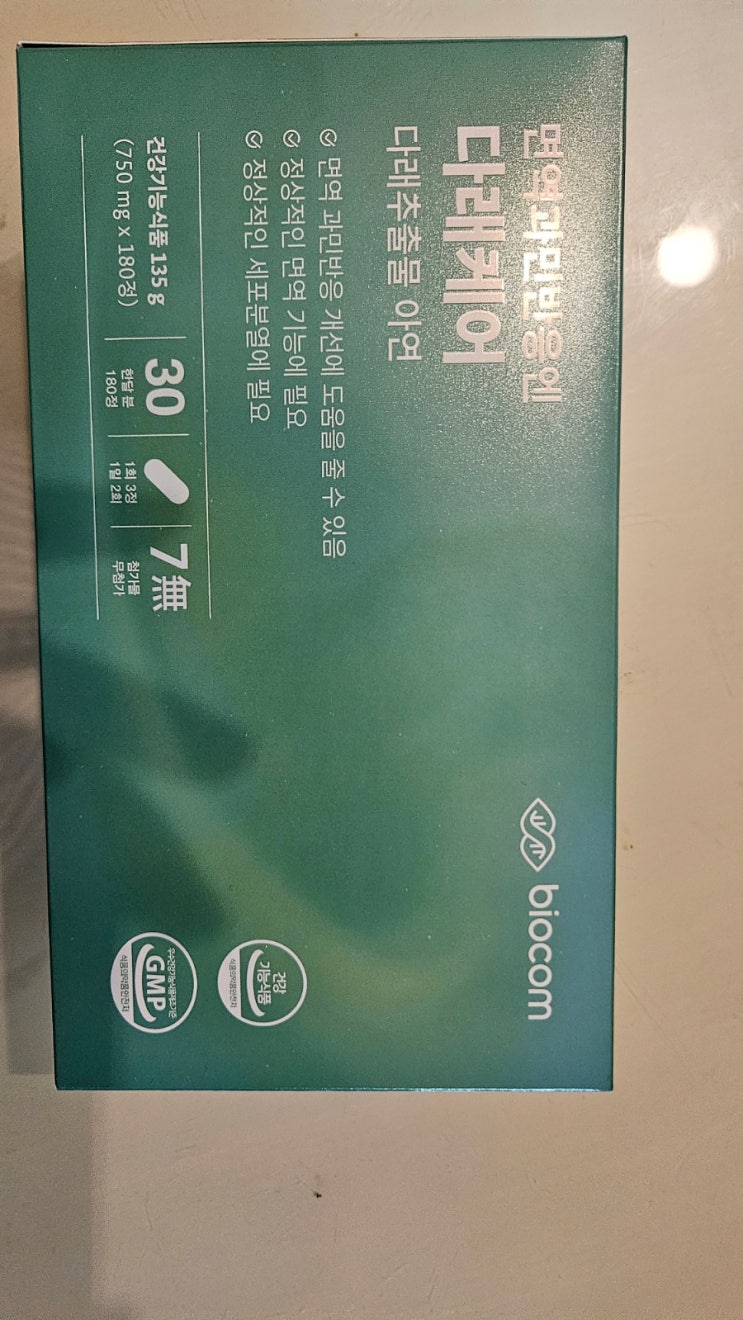 면역과민반응엔
다래케어
다래추출물 아연
면역 과민반응 개선에 도움을 줄 수 있음
정상적인 면역 기능에 필요
정상적인 세포분열에 필요
건강기능식품 135 g
(750 mg x 180정)
30
한달 분
180정
1회 3정
1일 2회
7無
첨가물
무첨가
biocom
건강
기능식품
식품의약품안전처
우수건강기능식품제조기준
GMP
식품의약품안전처